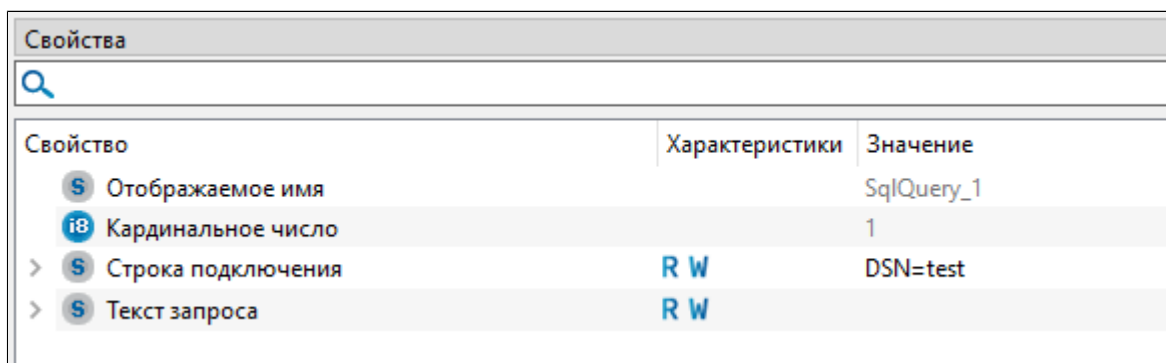 Свойства
Свойство Характеристики Значение
S Отображаемое имя SqlQuery_1
i8 Кардинальное число 1
S Строка подключения R W DSN=test
S Текст запроса R W